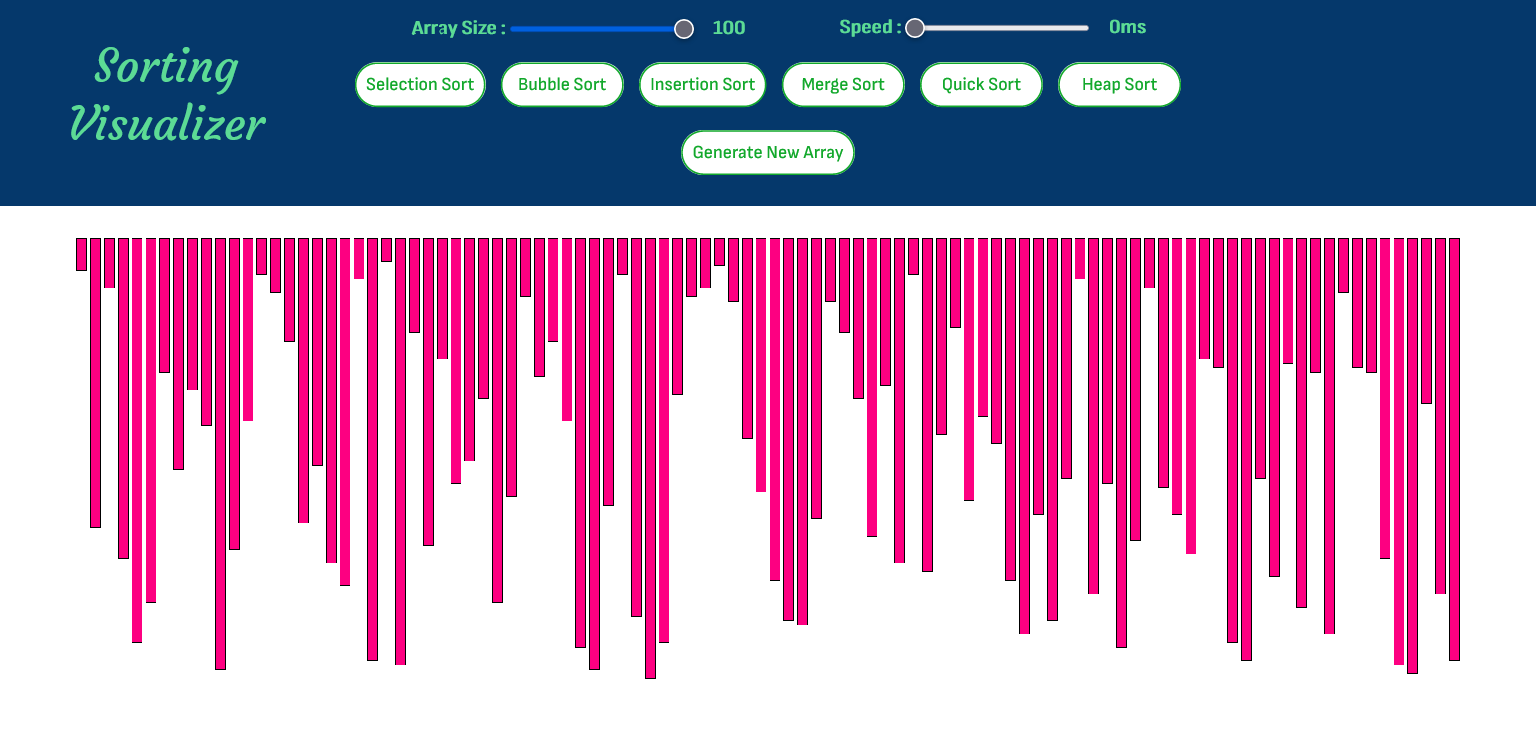 Sorting
Visualizer
Array Size : 100
Speed : 0ms
Selection Sort
Bubble Sort
Insertion Sort
Merge Sort
Quick Sort
Heap Sort
Generate New Array